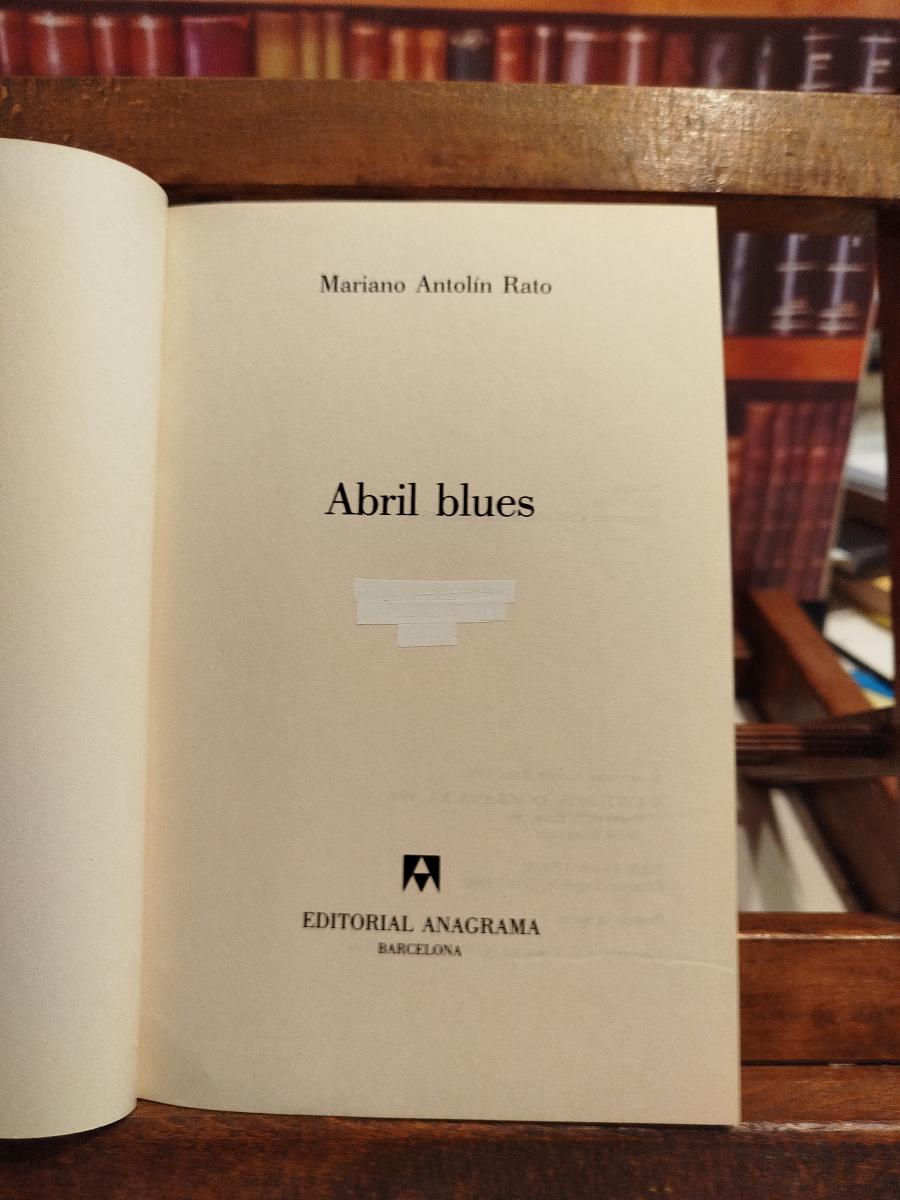 Mariano Antolín Rato
Abril blues
EDITORIAL ANAGRAMA
BARCELONA